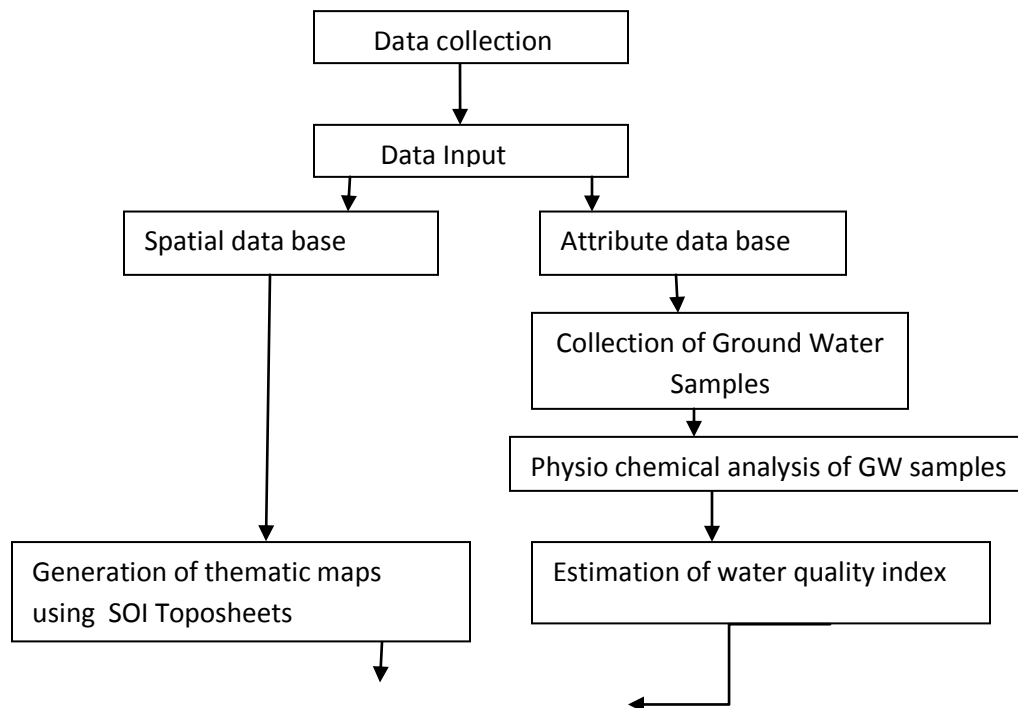 Data collection
Data Input
Spatial data base
Attribute data base
Collection of Ground Water
Samples
Physio chemical analysis of GW samples
Generation of thematic maps
using SOI Toposheets
Estimation of water quality index